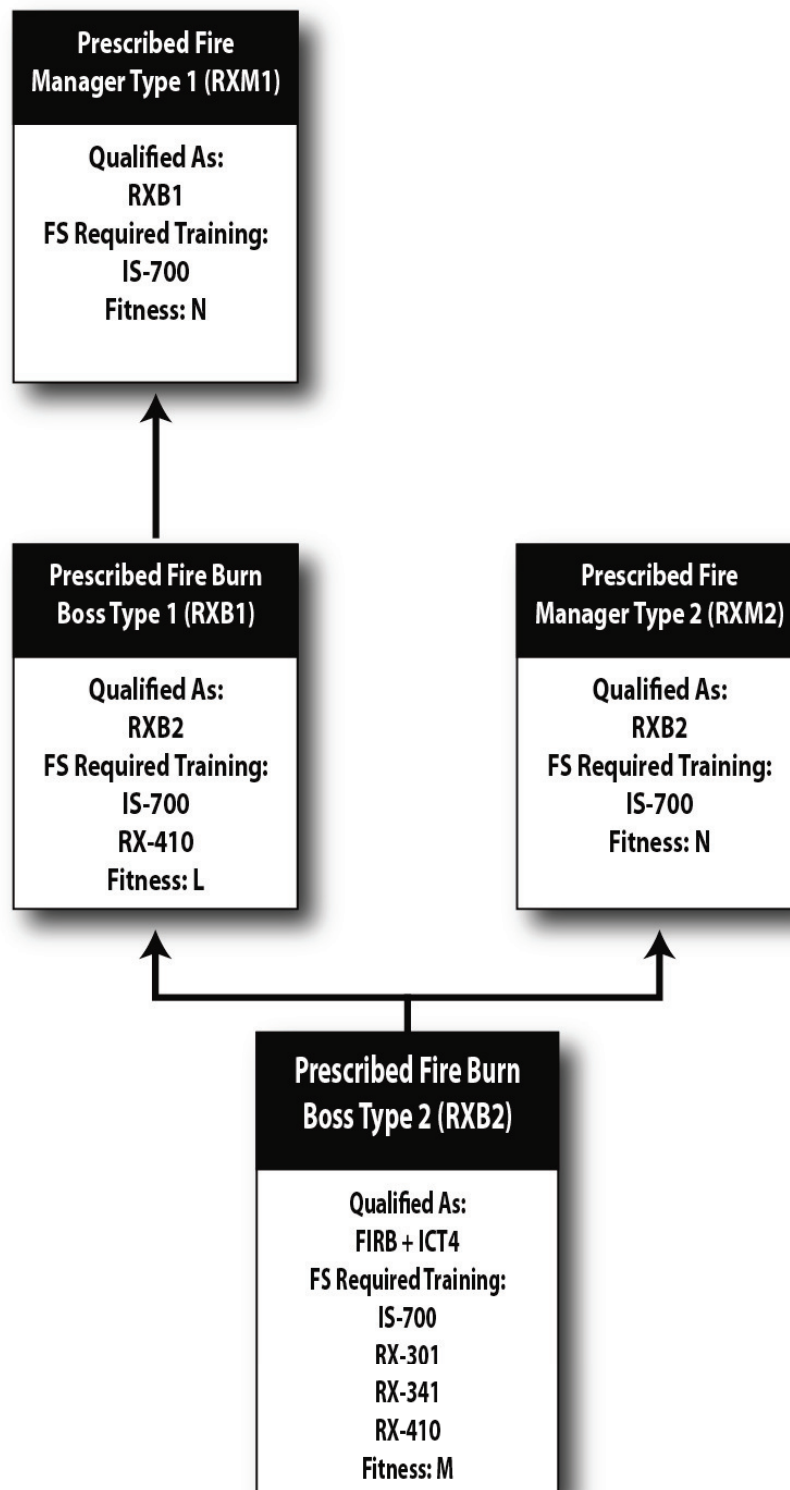 Prescribed Fire
Manager Type 1 (RXM1)
Qualified As:
RXB1
FS Required Training:
IS-700
Fitness: N
Prescribed Fire Burn
Boss Type 1 (RXB1)
Qualified As:
RXB2
FS Required Training:
IS-700
RX-410
Fitness: L
Prescribed Fire
Manager Type 2 (RXM2)
Qualified As:
RXB2
FS Required Training:
IS-700
Fitness: N
Prescribed Fire Burn
Boss Type 2 (RXB2)
Qualified As:
FIRB + ICT4
FS Required Training:
IS-700
RX-301
RX-341
RX-410
Fitness: M